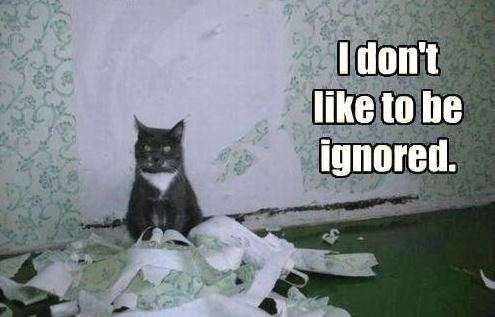 I don't
like to be
ignored.